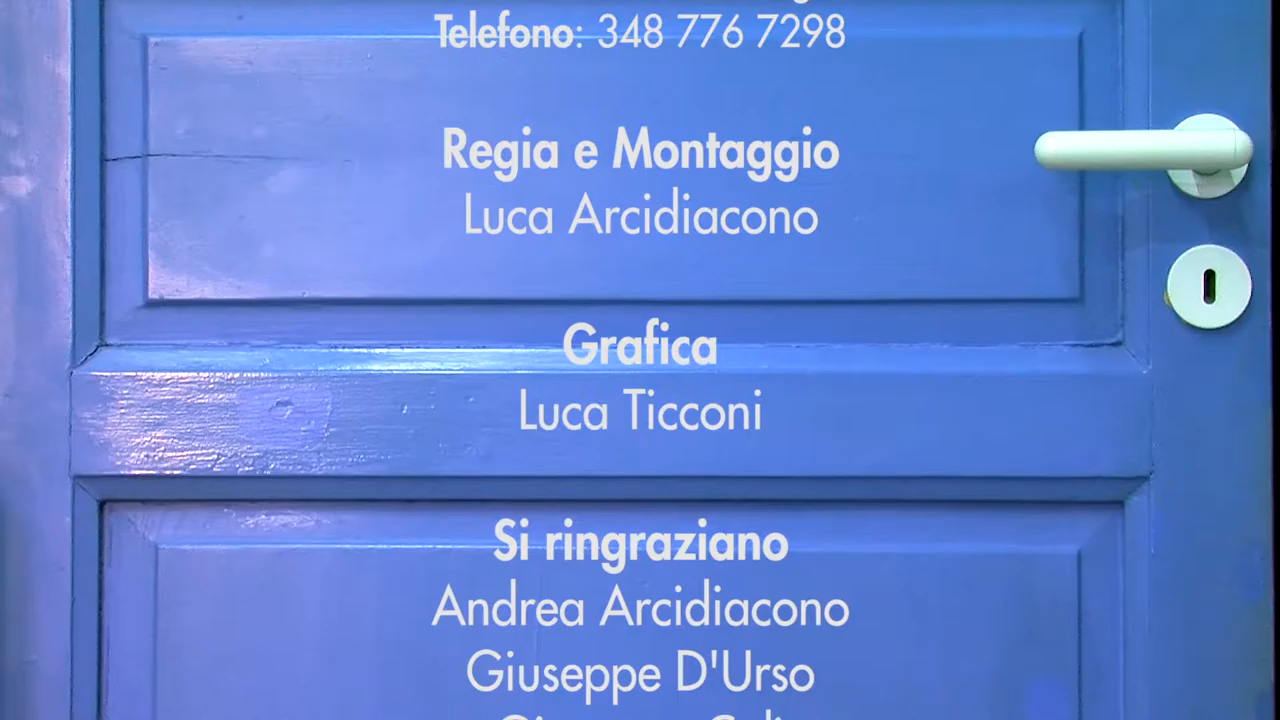 Telefono: 348 776 7298
Regia e Montaggio
Luca Arcidiacono
Grafica
Luca Ticconi
Si ringraziano
Andrea Arcidiacono
Giuseppe D'Urso